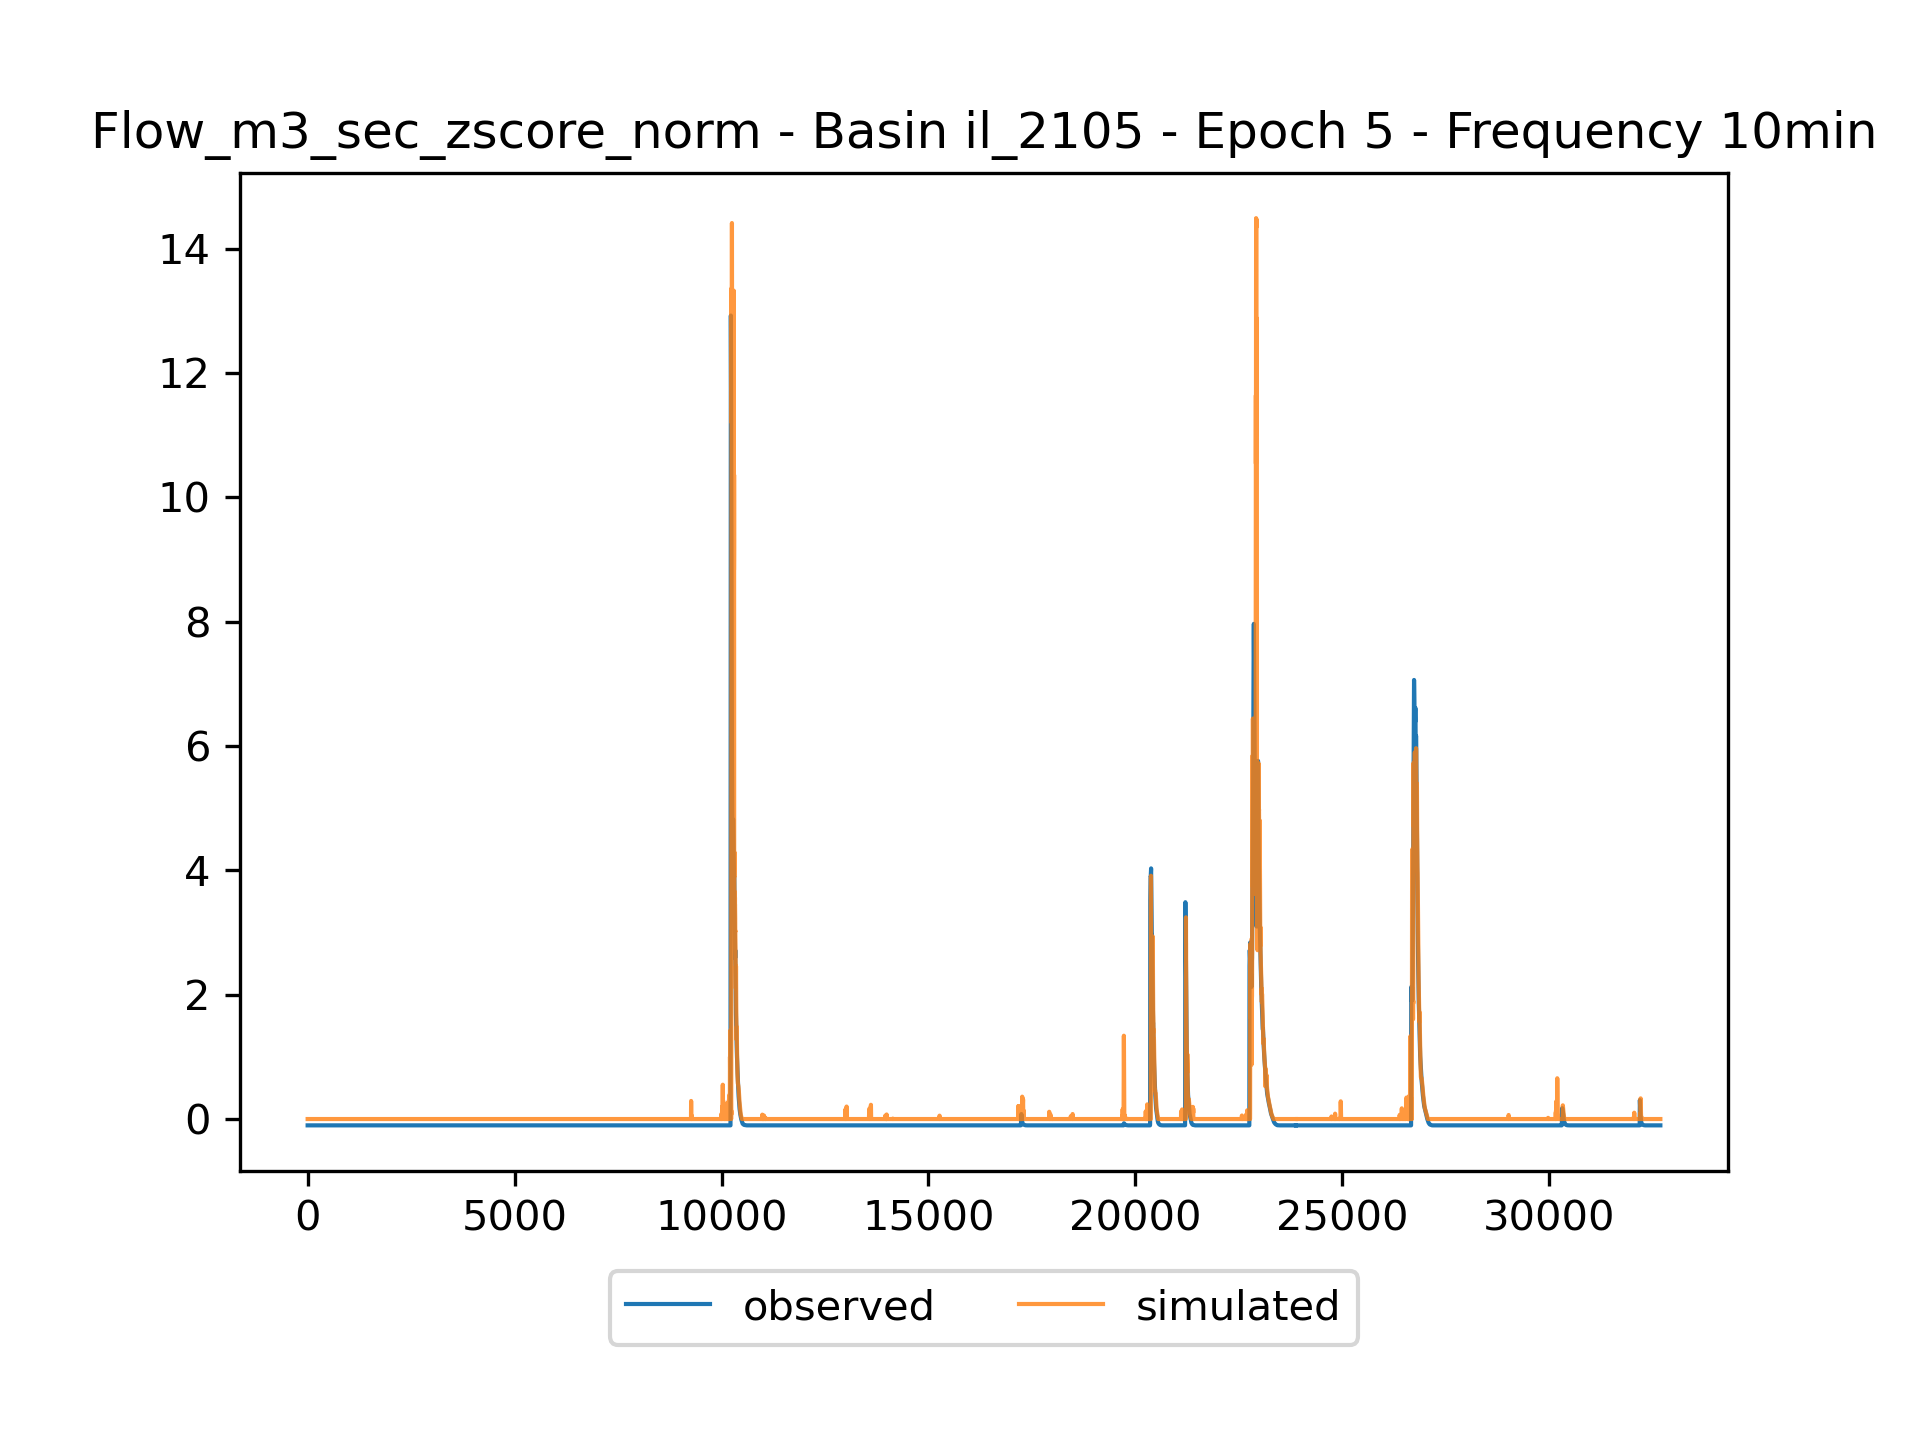 Flow_m3_sec_zscore_norm - Basin il_2105 - Epoch 5 - Frequency 10min
14
12
10
8
6
4
2
0
0 5000 10000 15000 20000 25000 30000
observed simulated